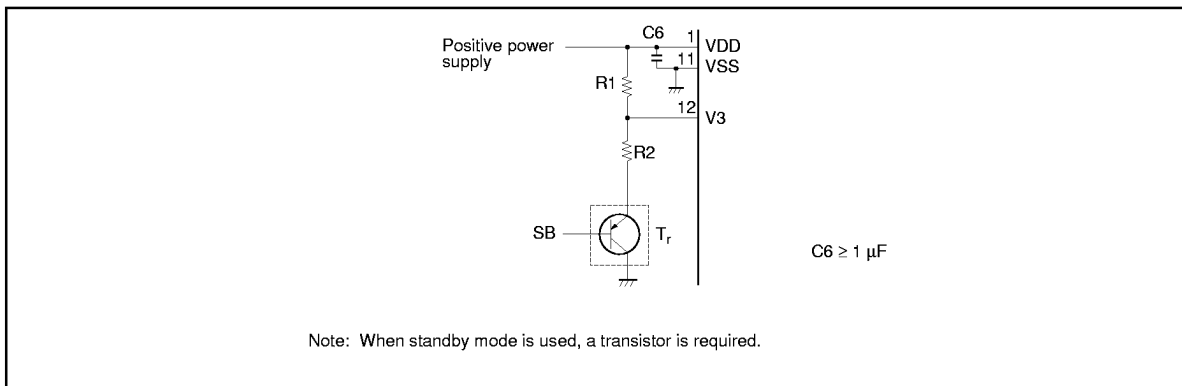 C6
1
VDD
Positive power
supply
11
VSS
R1
12
V3
R2
SB
Tr
C6 ≥ 1 μF
Note: When standby mode is used, a transistor is required.